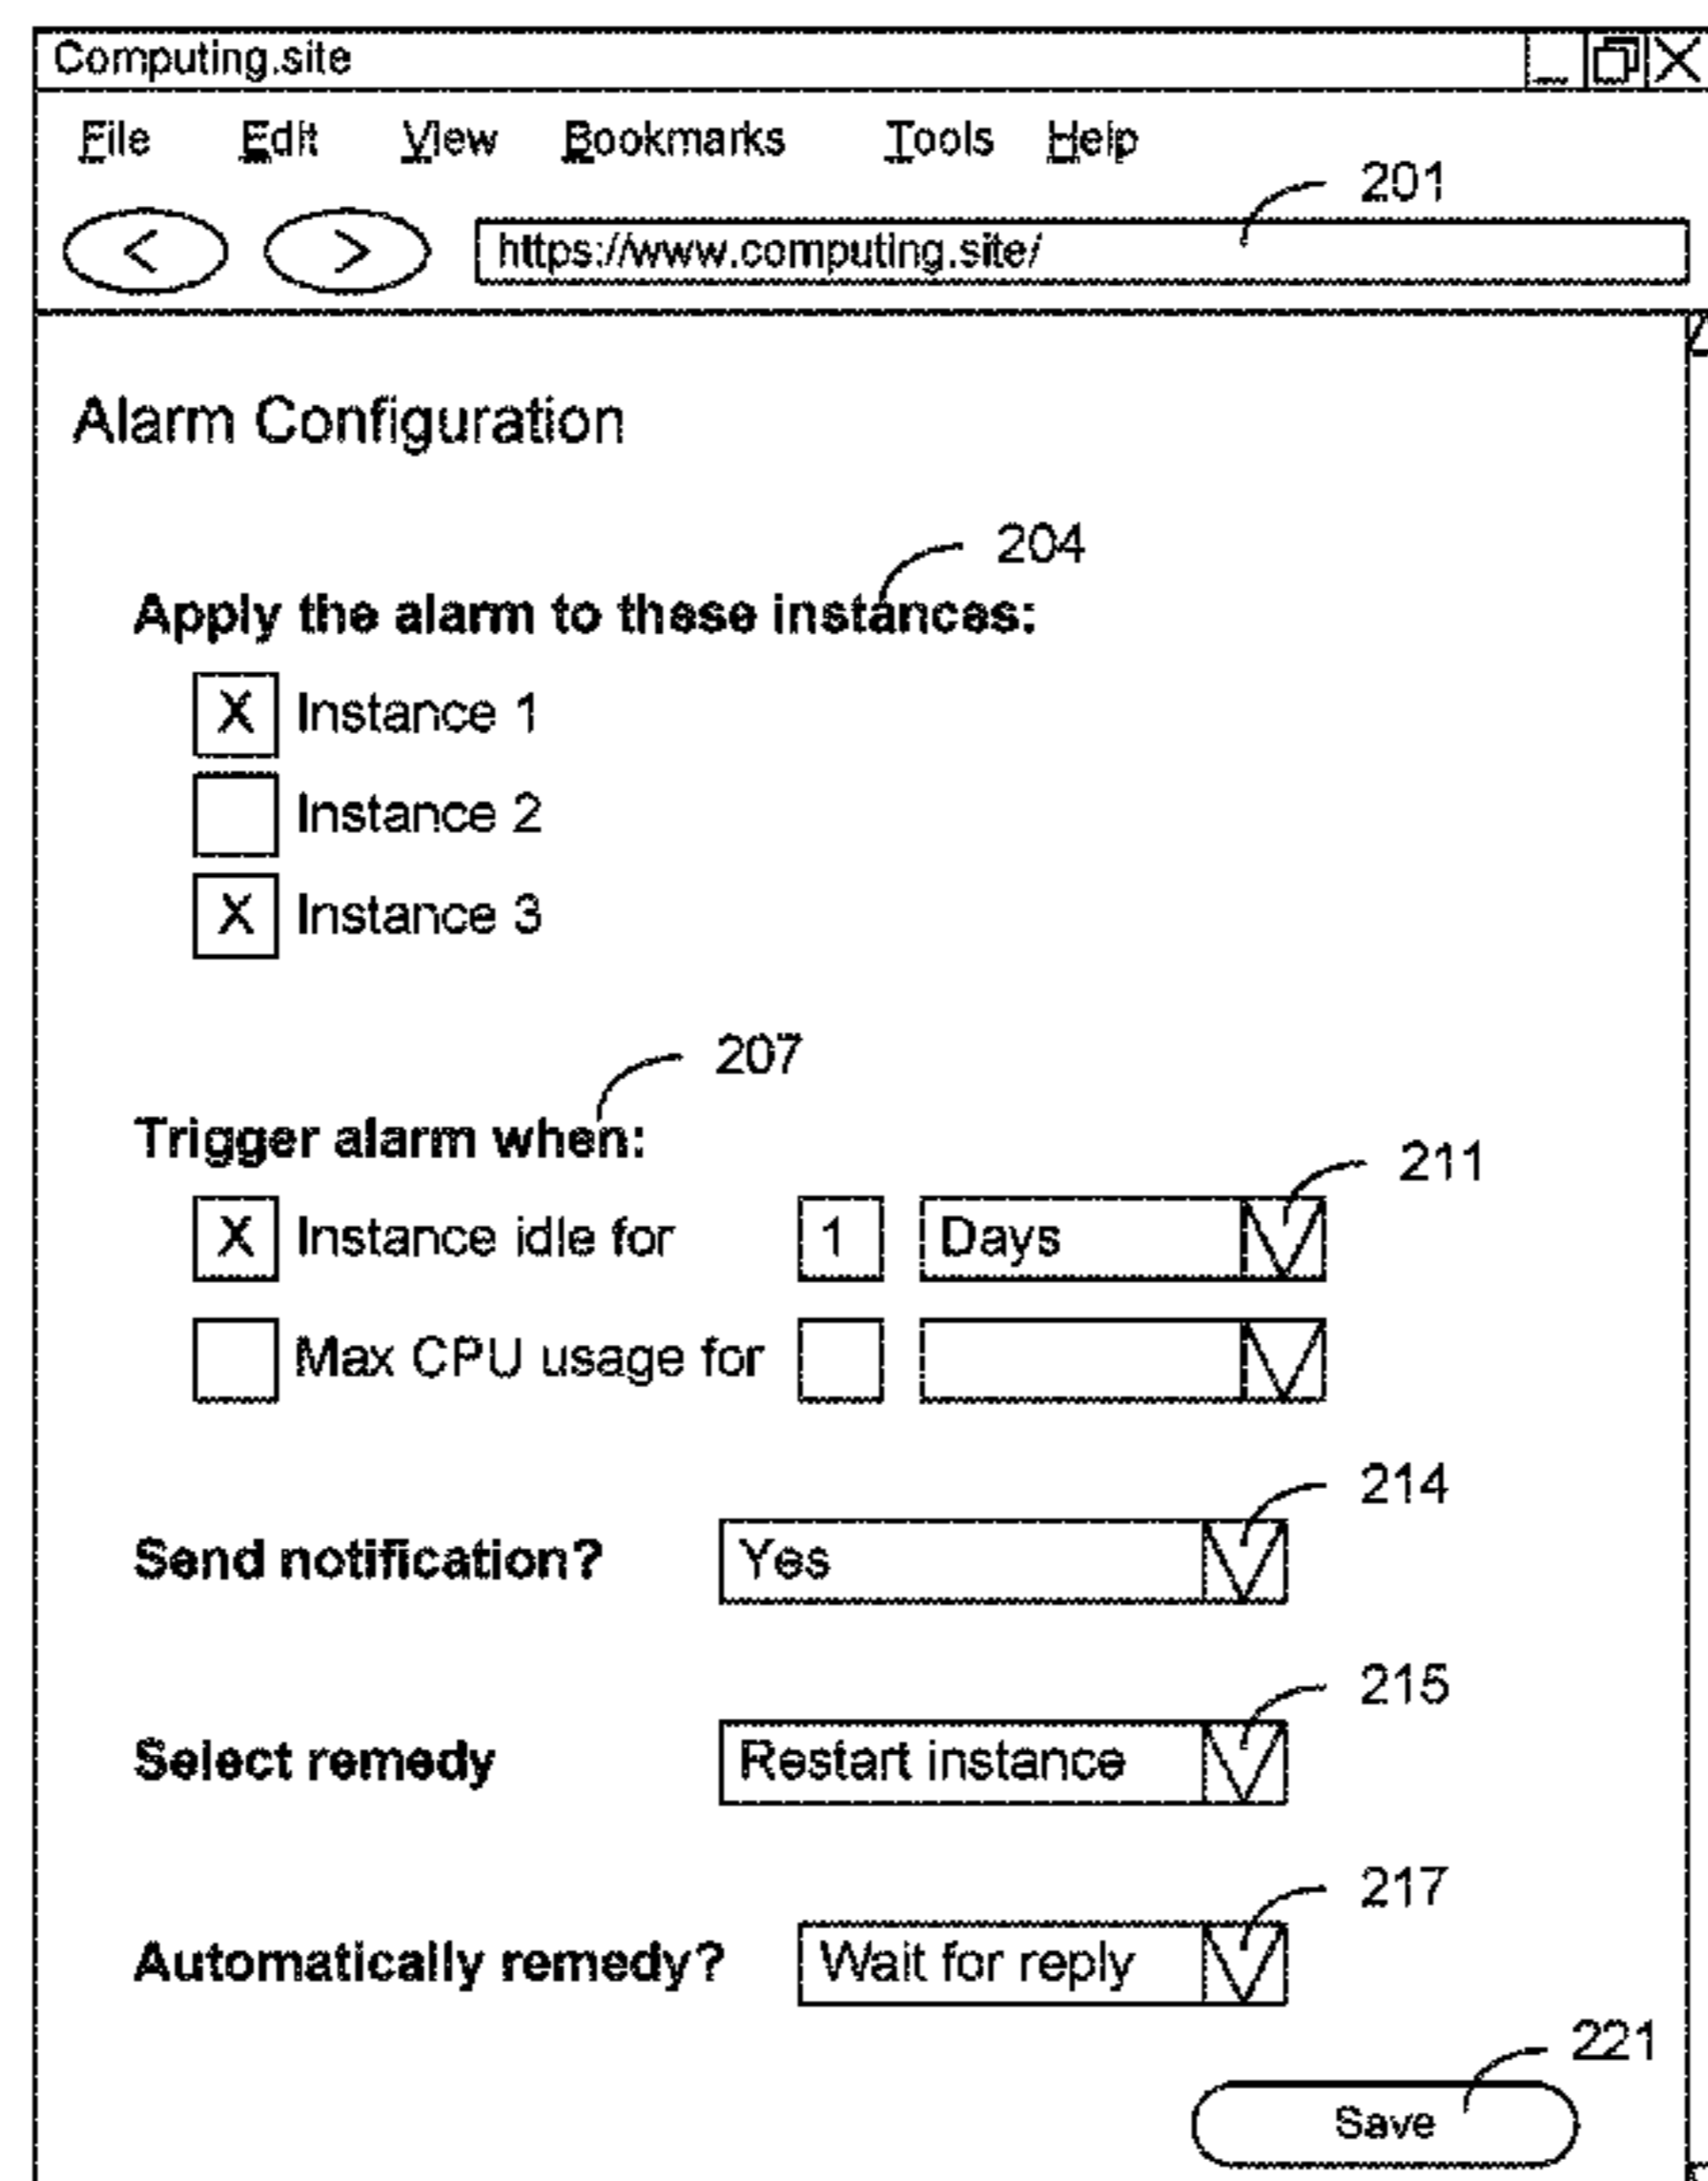 Computing.site
File Edit View Bookmarks Tools Help
201
< > https://www.computing.site/
Alarm Configuration
204
Apply the alarm to these instances:
X Instance 1
Instance 2
X Instance 3
207
Trigger alarm when:
211
X Instance idle for 1 Days
Max CPU usage for
214
Send notification? Yes
215
Select remedy Restart instance
217
Automatically remedy? Wait for reply
221
Save